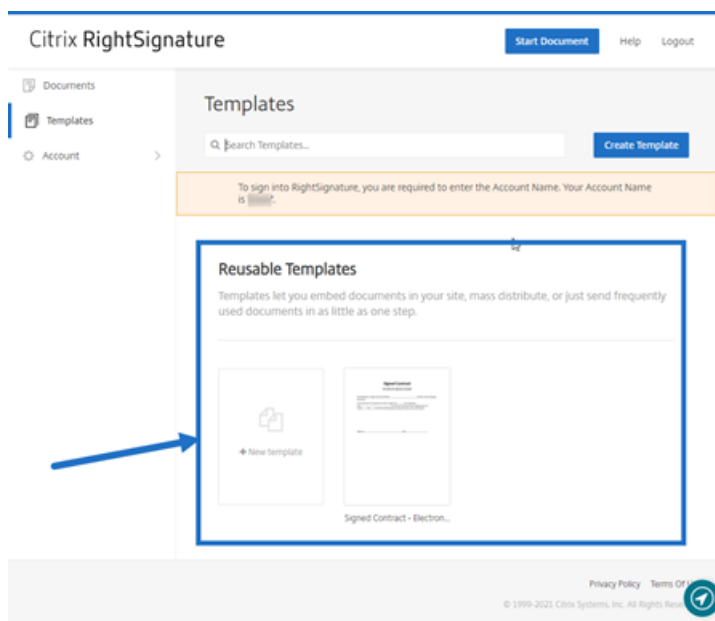 Citrix RightSignature
Start Document Help Logout
Documents
Templates
Account
Templates
Search Templates...
Create Template
To sign into RightSignature, you are required to enter the Account Name. Your Account Name
is
Reusable Templates
Templates let you embed documents in your site, mass distribute, or just send frequently
used documents in as little as one step.
Signed Contract
+ New template
Signed Contract - Electron...
Privacy Policy Terms Of
© 1999-2021 Citrix Systems, Inc. All Rights